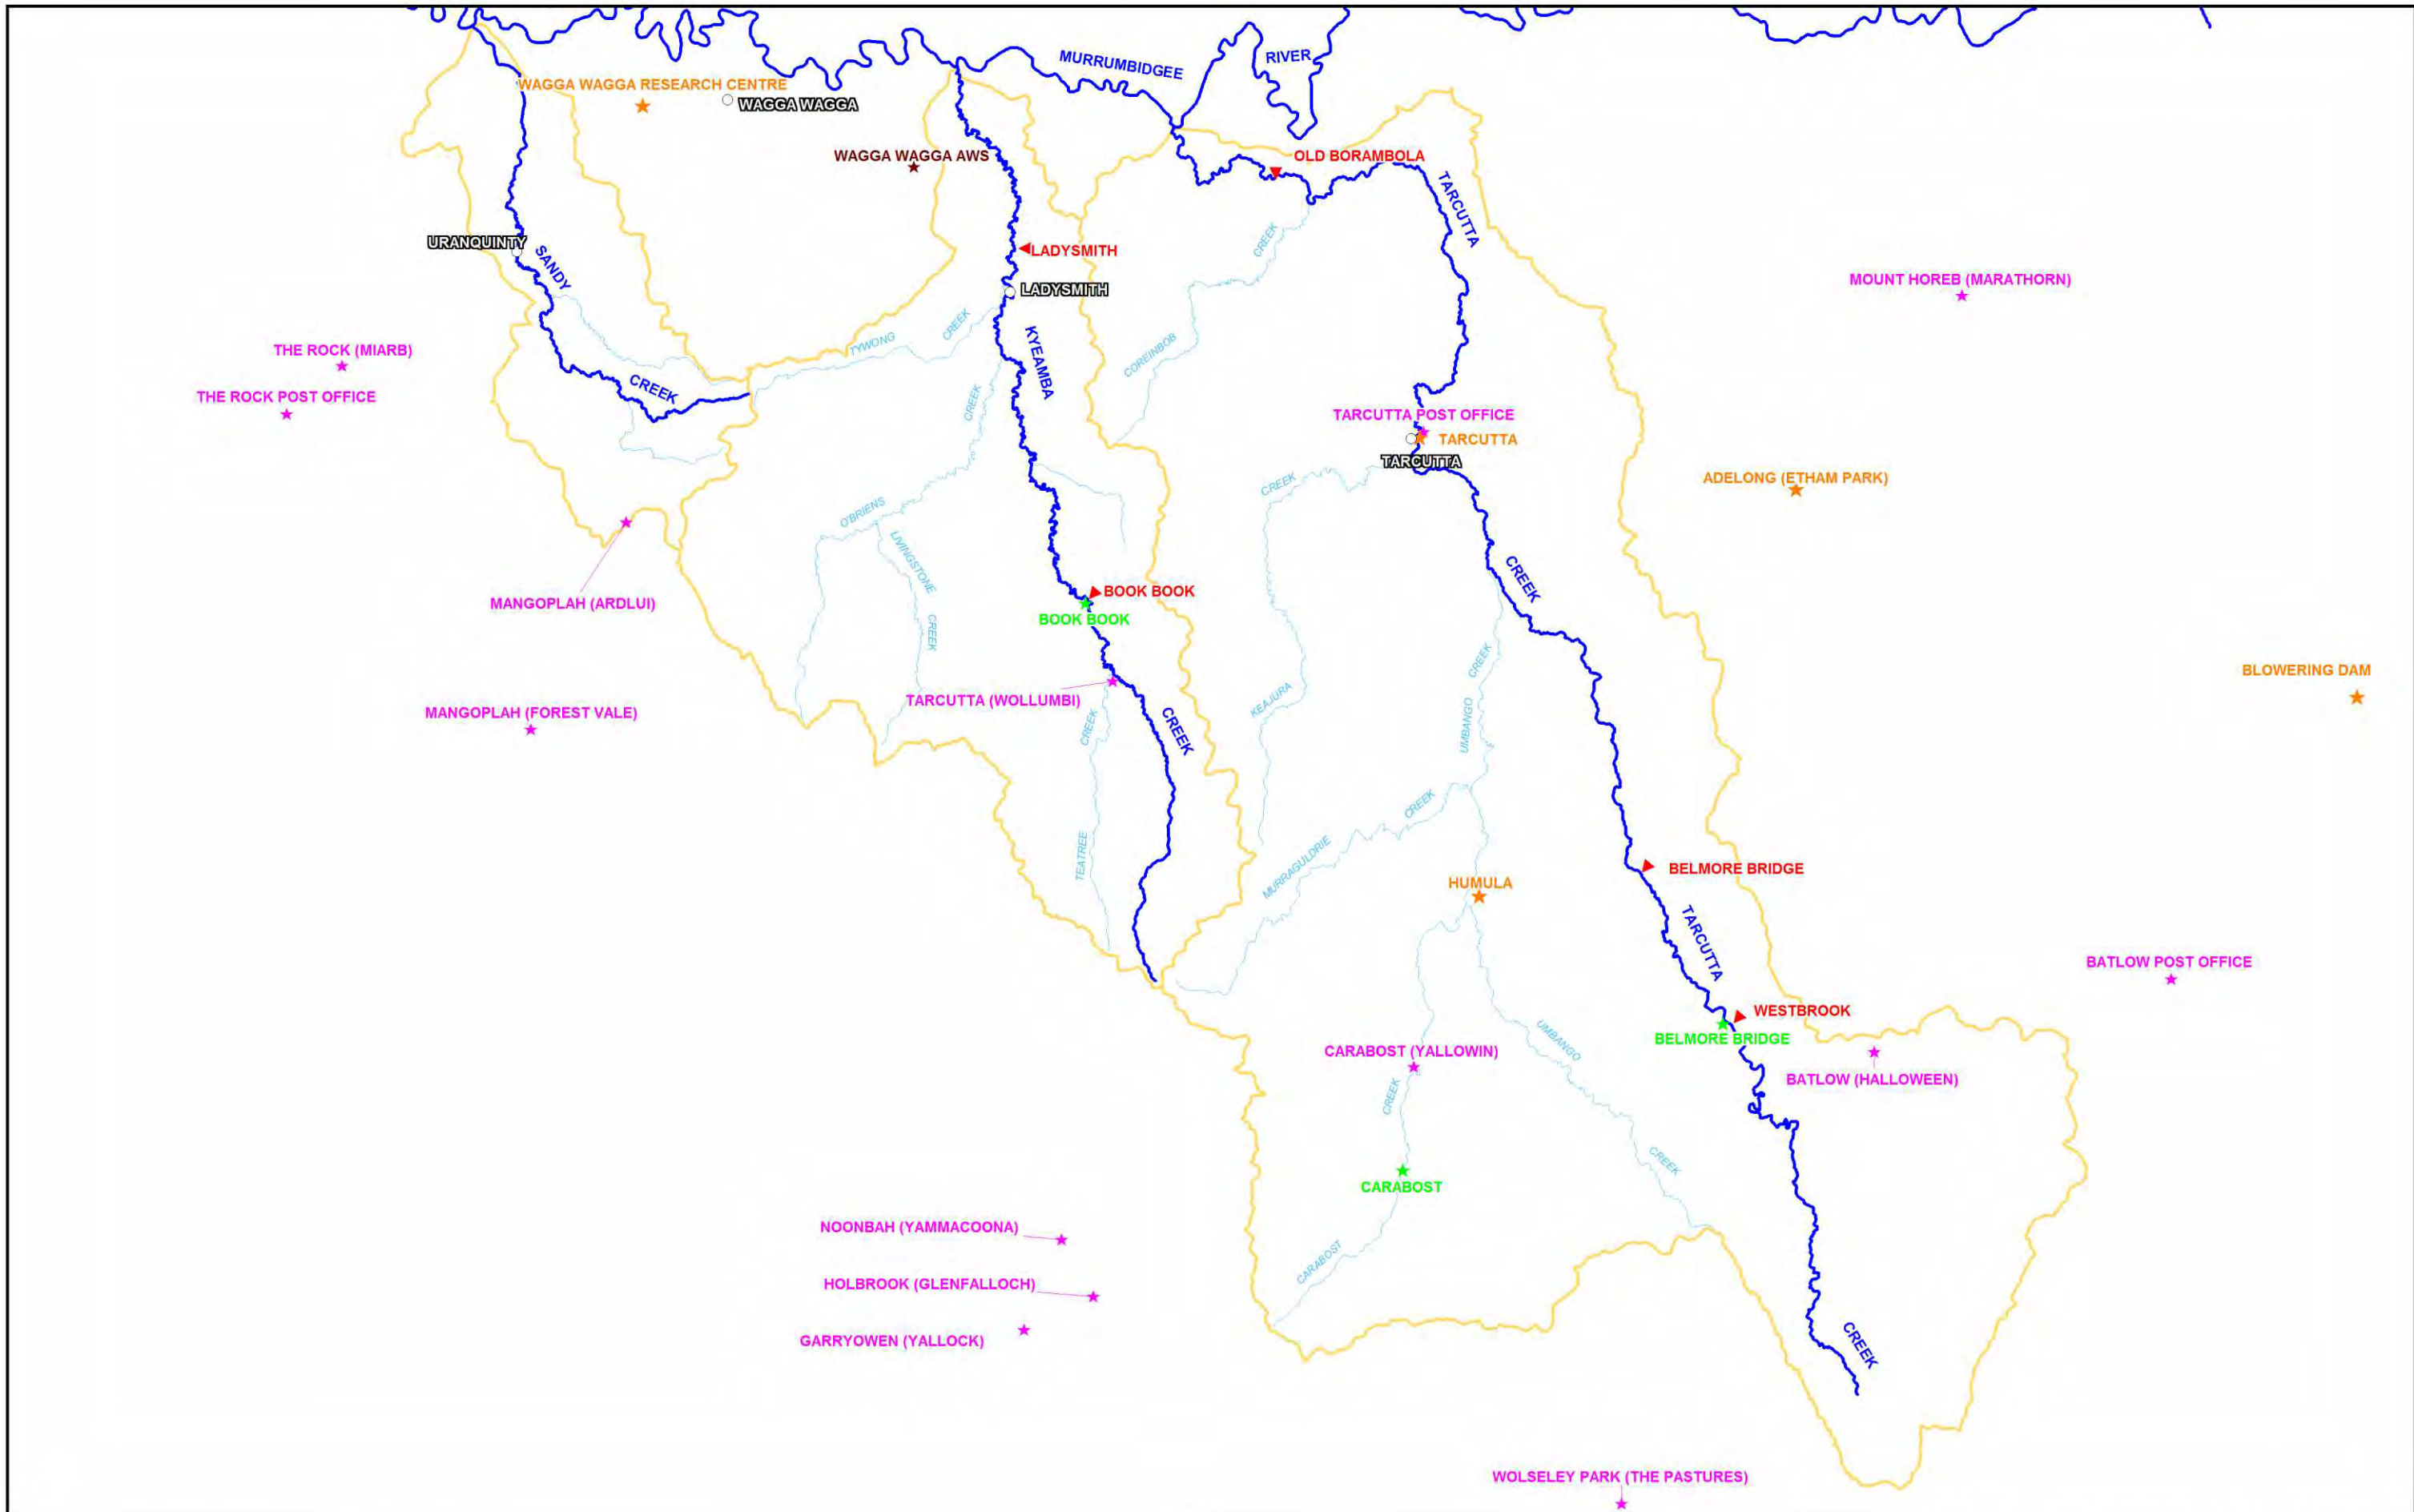 MURRUMBIDGEE
RIVER
WAGGA WAGGA RESEARCH CENTRE
WAGGA WAGGA
WAGGA WAGGA AWS
OLD BORAMBOLA
TARCUTTA
URANQUINTY
SANDY
CREEK
LADYSMITH
LADYSMITH
MOUNT HOREB (MARATHORN)
CREEK
TYWONG
KYEAMBA
COREINBOB
THE ROCK (MIARB)
THE ROCK POST OFFICE
CREEK
CREEK
TARCUTTA POST OFFICE
TARCUTTA
TARCUTTA
ADELONG (ETHAM PARK)
CREEK
O'BRIENS
LIVINGSTONE
CREEK
CREEK
MANGOPLAH (ARDLUI)
BOOK BOOK
BOOK BOOK
CREEK
UMBANGO
BLOWERING DAM
TARCUTTA (WOLLUMBI)
KEAJURA
MANGOPLAH (FOREST VALE)
CREEK
CREEK
CREEK
TEATREE
MURRAGULDRIE
BELMORE BRIDGE
HUMULA
TARCUTTA
BATLOW POST OFFICE
WESTBROOK
BELMORE BRIDGE
UMBANGO
CARABOST (YALLOWIN)
BATLOW (HALLOWEEN)
CREEK
CREEK
CARABOST
NOONBAH (YAMMACOONA)
CARABOST
HOLBROOK (GLENFALLOCH)
GARRYOWEN (YALLOCK)
CREEK
WOLSELEY PARK (THE PASTURES)